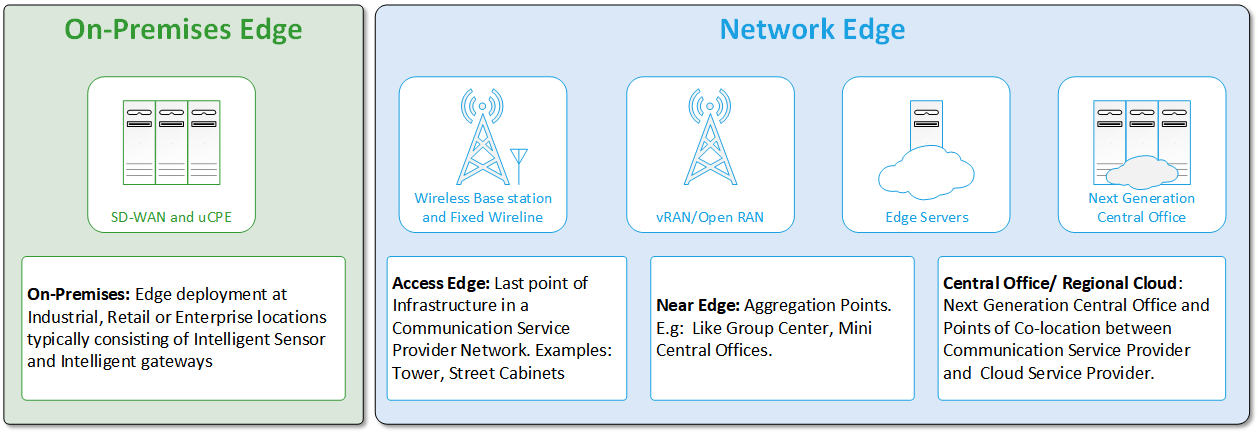 On-Premises Edge
SD-WAN and uCPE
On-Premises: Edge deployment at
Industrial, Retail or Enterprise locations
typically consisting of Intelligent Sensor
and Intelligent gateways
Network Edge
Wireless Base station
and Fixed Wireline
vRAN/Open RAN
Edge Servers
Next Generation
Central Office
Access Edge: Last point of
Infrastructure in a
Communication Service
Provider Network. Examples:
Tower, Street Cabinets
Near Edge: Aggregation Points.
E.g:  Like Group Center, Mini
Central Offices.
Central Office/ Regional Cloud:
Next Generation Central Office and
Points of Co-location between
Communication Service Provider
and  Cloud Service Provider.